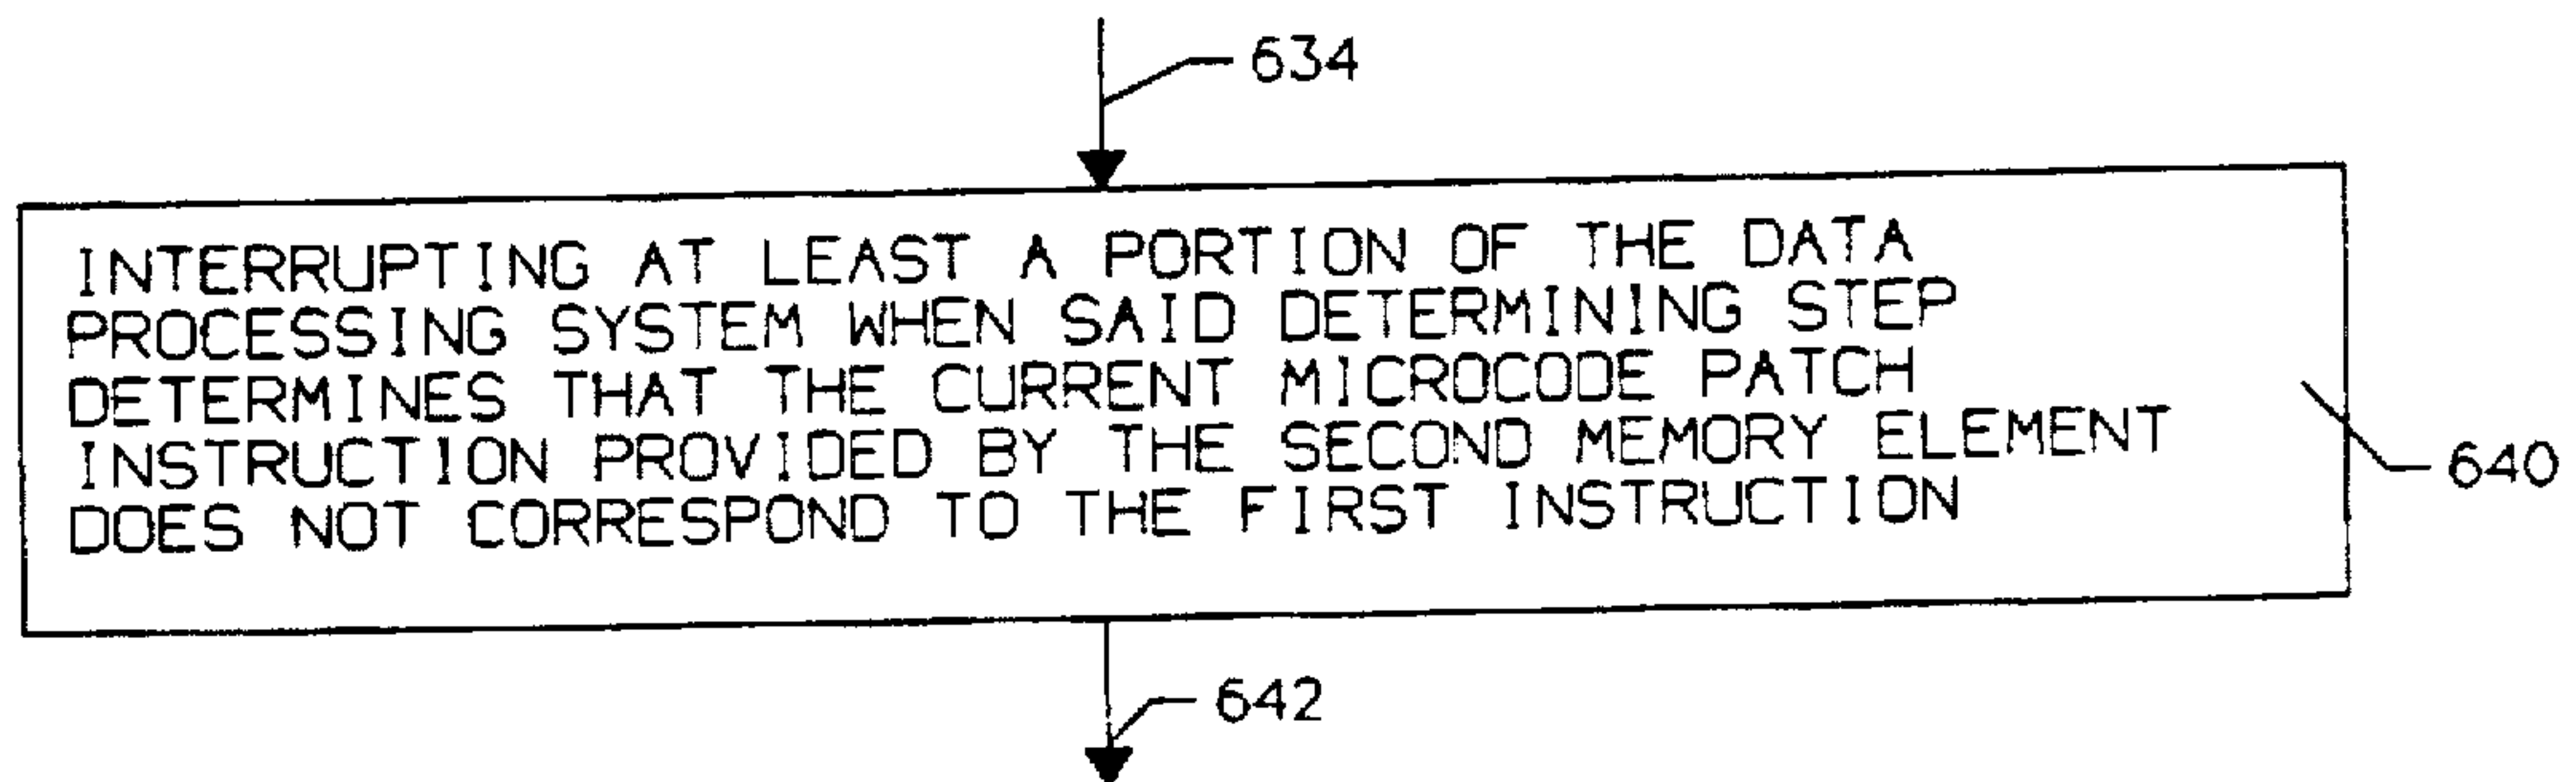 634
INTERRUPTING AT LEAST A PORTION OF THE DATA
PROCESSING SYSTEM WHEN SAID DETERMINING STEP
DETERMINES THAT THE CURRENT MICROCODE PATCH
INSTRUCTION PROVIDED BY THE SECOND MEMORY ELEMENT
DOES NOT CORRESPOND TO THE FIRST INSTRUCTION
640
642